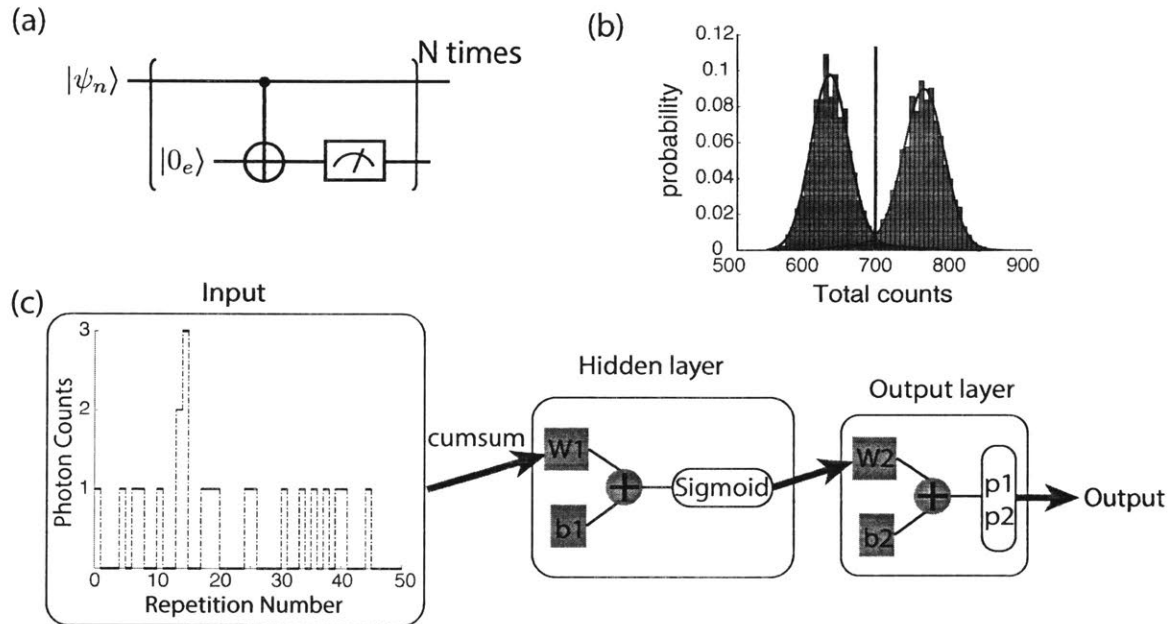 (a)
|ψₙ⟩
N times
|0ₑ⟩
(b)
probability
0.12
0.1
0.08
0.06
0.04
0.02
0
500 600 700 800 900
Total counts
(c)
Input
Photon Counts
3
2
1
0 10 20 30 40 50
Repetition Number
cumsum
Hidden layer
W1
b1
+
Sigmoid
Output layer
W2
b2
+
p1
p2
Output